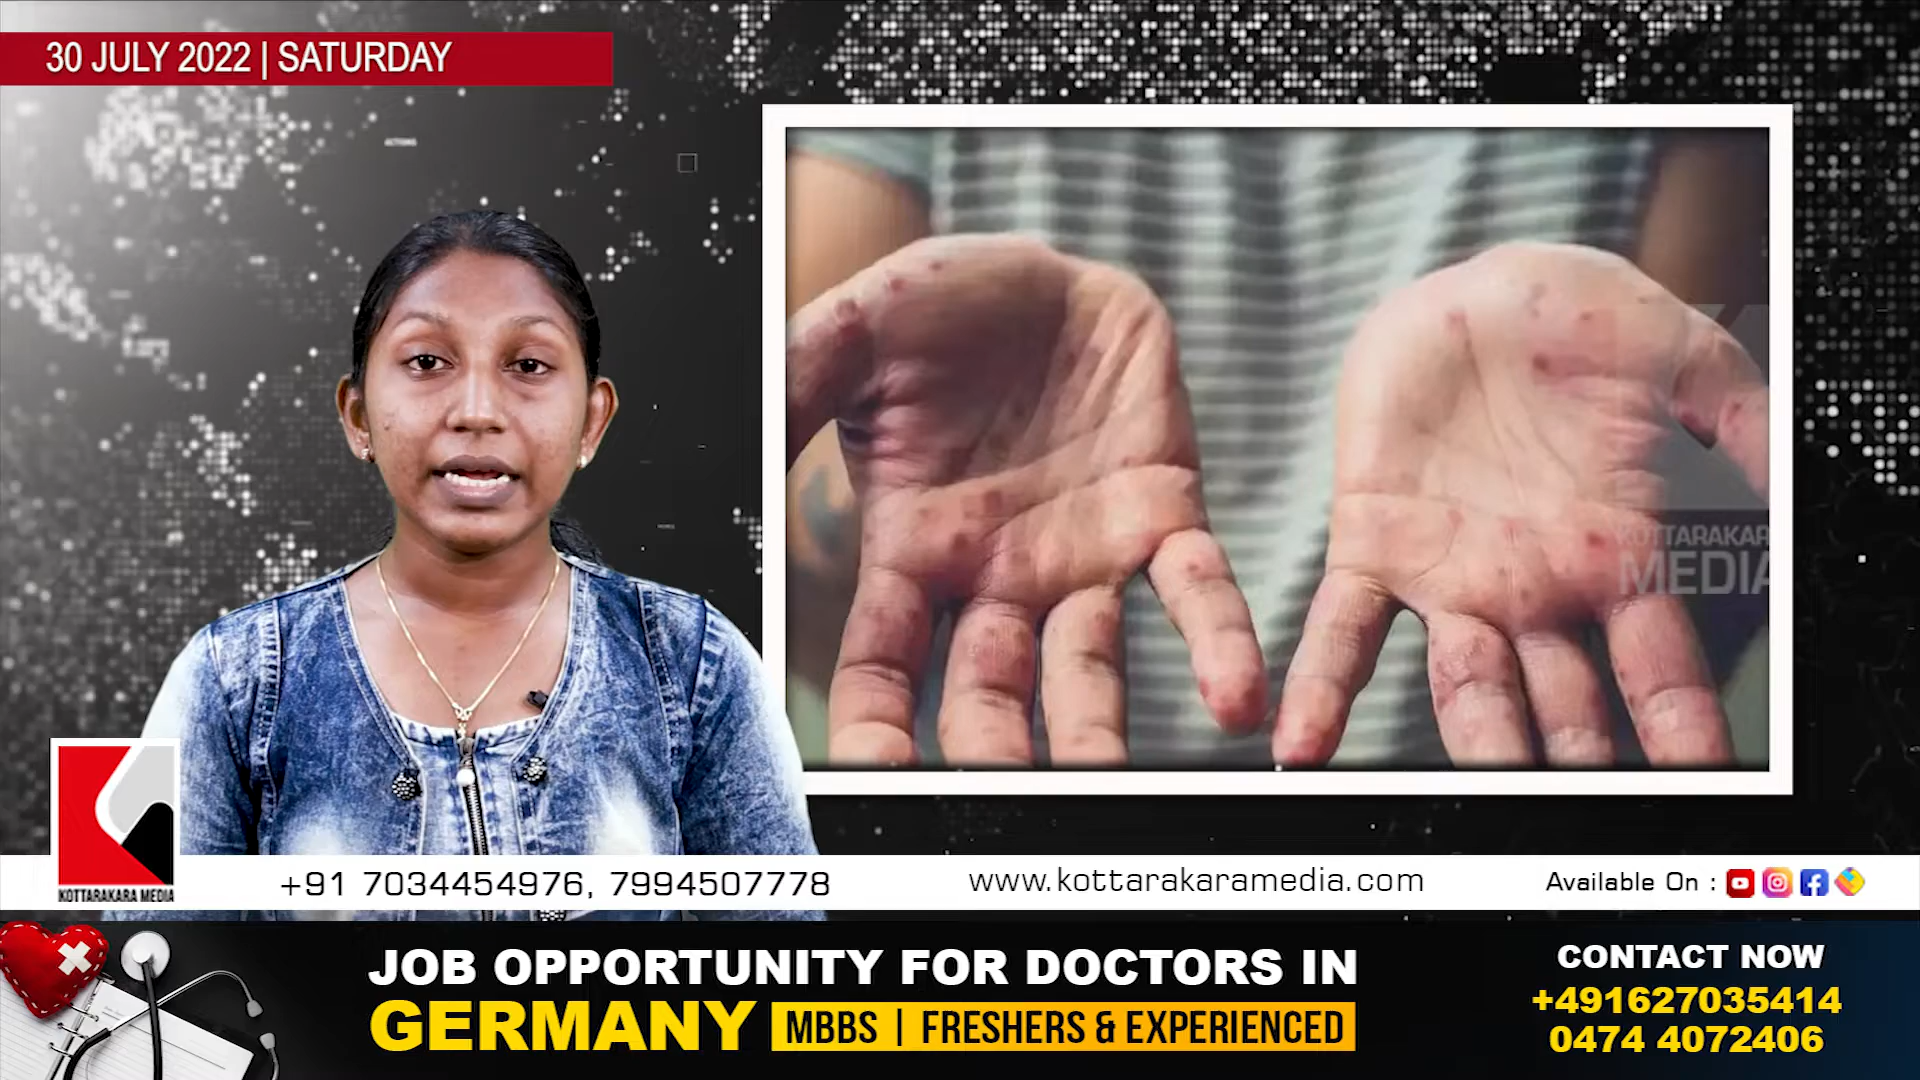 30 JULY 2022 | SATURDAY
KOTTARAKAR
MEDIA
KOTTARAKARA MEDIA
+91 7034454976, 7994507778
www.kottarakaramedia.com
Available On :
JOB OPPORTUNITY FOR DOCTORS IN
GERMANY MBBS | FRESHERS & EXPERIENCED
CONTACT NOW
+491627035414
0474 4072406